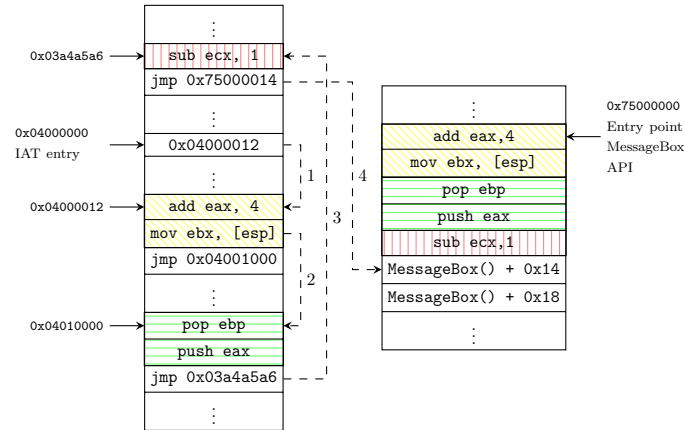 ⋮
0x03a4a5a6
sub ecx, 1
jmp 0x75000014
⋮
0x04000000
IAT entry
0x04000012
⋮
1
0x04000012
add eax, 4
mov ebx, [esp]
jmp 0x04001000
2
⋮
0x04010000
pop ebp
push eax
jmp 0x03a4a5a6
⋮
3
4
⋮
0x75000000
Entry point
MessageBox
API
add eax,4
mov ebx, [esp]
pop ebp
push eax
sub ecx,1
MessageBox() + 0x14
MessageBox() + 0x18
⋮